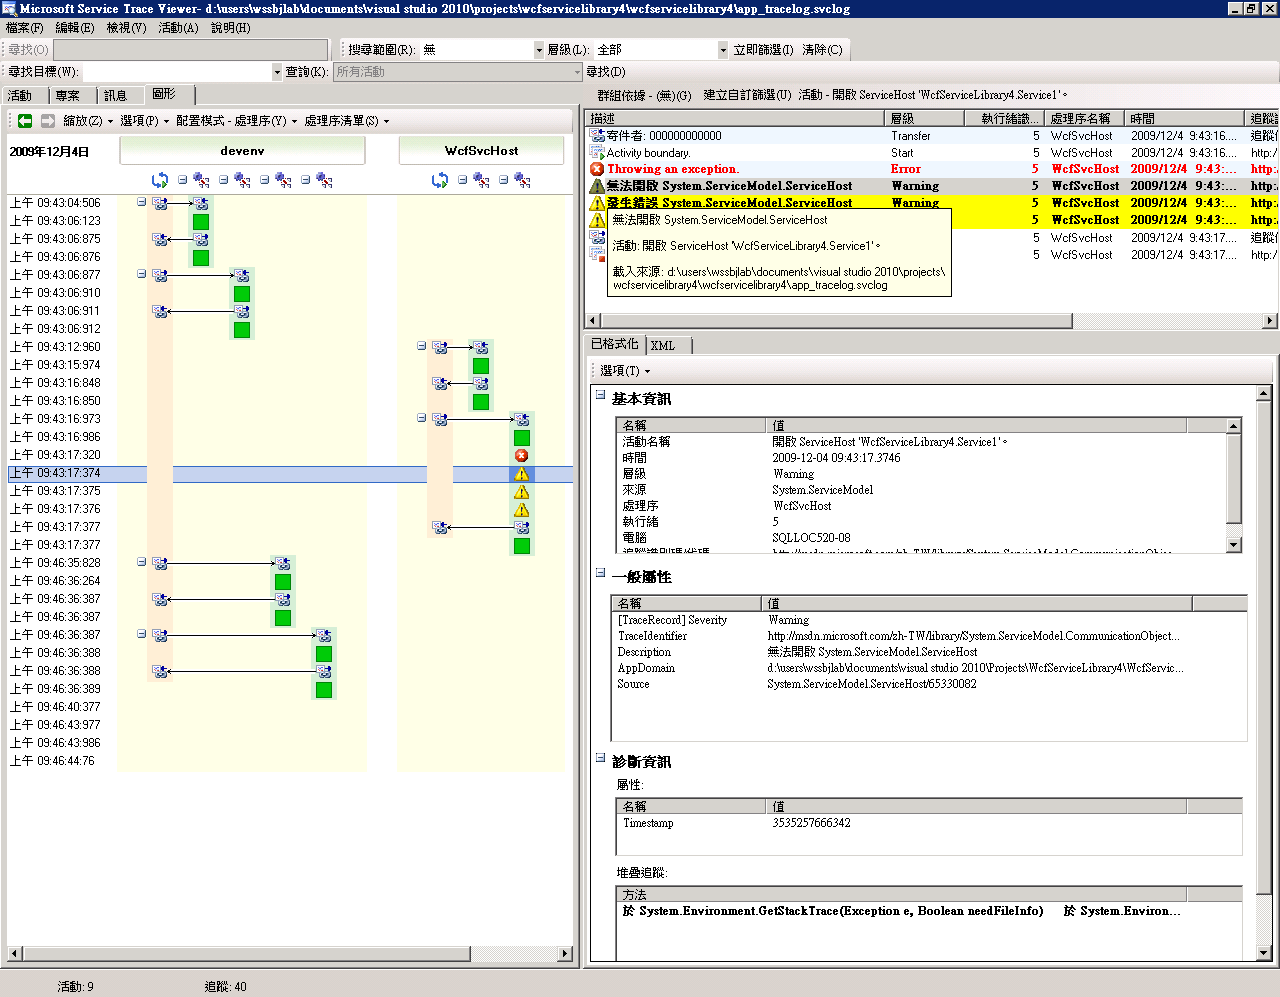 Microsoft Service Trace Viewer- d:\users\wssbjlab\documents\visual studio 2010\projects\wcfservicelibrary4\wcfservicelibrary4\app_tracelog.svclog
檔案(F) 編輯(E) 檢視(V) 活動(A) 說明(H)
尋找(O) 搜尋範圍(R): 無 層級(L): 全部 立即篩選(I) 清除(C)
尋找目標(W): 查詢(K): 所有活動 尋找(D)
活動 專案 訊息 圖形
縮放(Z) 選項(P) 配置模式 - 處理序(Y) 處理序清單(S)
2009年12月4日 devenv WcfSvcHost
上午 09:43:04:506
上午 09:43:06:123
上午 09:43:06:875
上午 09:43:06:876
上午 09:43:06:877
上午 09:43:06:910
上午 09:43:06:911
上午 09:43:06:912
上午 09:43:12:960
上午 09:43:15:974
上午 09:43:16:848
上午 09:43:16:850
上午 09:43:16:973
上午 09:43:16:986
上午 09:43:17:320
上午 09:43:17:374
上午 09:43:17:375
上午 09:43:17:376
上午 09:43:17:377
上午 09:43:17:377
上午 09:46:35:828
上午 09:46:36:264
上午 09:46:36:387
上午 09:46:36:387
上午 09:46:36:387
上午 09:46:36:388
上午 09:46:36:388
上午 09:46:36:389
上午 09:46:40:377
上午 09:46:43:977
上午 09:46:43:986
上午 09:46:44:76
群組依據 - (無)(G) 建立自訂篩選(U) 活動 - 開啟 ServiceHost 'WcfServiceLibrary4.Service1'。
描述 層級 執行緒識... 處理序名稱 時間 追蹤
寄件者: 000000000000 Transfer 5 WcfSvcHost 2009/12/4 9:43:16.... 追蹤
Activity boundary. Start 5 WcfSvcHost 2009/12/4 9:43:16.... http:/
Throwing an exception. Error 5 WcfSvcHost 2009/12/4 9:43:... http:
無法開啟 System.ServiceModel.ServiceHost Warning 5 WcfSvcHost 2009/12/4 9:43:... http:
發生錯誤 System.ServiceModel.ServiceHost Warning 5 WcfSvcHost 2009/12/4 9:43:... http:
5 WcfSvcHost 2009/12/4 9:43:... http:
5 WcfSvcHost 2009/12/4 9:43:17.... 追蹤
5 WcfSvcHost 2009/12/4 9:43:17.... http:/
無法開啟 System.ServiceModel.ServiceHost
活動: 開啟 ServiceHost 'WcfServiceLibrary4.Service1'。
載入來源: d:\users\wssbjlab\documents\visual studio 2010\projects\
wcfservicelibrary4\wcfservicelibrary4\app_tracelog.svclog
已格式化 XML
選項(T)
基本資訊
名稱 值
活動名稱 開啟 ServiceHost 'WcfServiceLibrary4.Service1'。
時間 2009-12-04 09:43:17.3746
層級 Warning
來源 System.ServiceModel
處理序 WcfSvcHost
執行緒 5
電腦 SQLLOC520-08
追蹤識別碼/代碼 http://msdn.microsoft.com/zh-TW/library/System.ServiceModel.CommunicationObjec...
一般屬性
名稱 值
[TraceRecord] Severity Warning
TraceIdentifier http://msdn.microsoft.com/zh-TW/library/System.ServiceModel.CommunicationObject...
Description 無法開啟 System.ServiceModel.ServiceHost
AppDomain d:\users\wssbjlab\documents\visual studio 2010\Projects\WcfServiceLibrary4\WcfServic...
Source System.ServiceModel.ServiceHost/65330082
診斷資訊
屬性:
名稱 值
Timestamp 3535257666342
堆疊追蹤:
方法
於 System.Environment.GetStackTrace(Exception e, Boolean needFileInfo) 於 System.Environ...
活動: 9 追蹤: 40